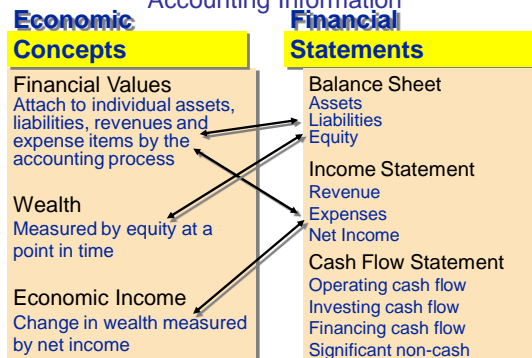 Accounting Information
Economic
Concepts
Financial Values
Attach to individual assets,
liabilities, revenues and
expense items by the
accounting process
Wealth
Measured by equity at a
point in time
Economic Income
Change in wealth measured
by net income
Financial
Statements
Balance Sheet
Assets
Liabilities
Equity
Income Statement
Revenue
Expenses
Net Income
Cash Flow Statement
Operating cash flow
Investing cash flow
Financing cash flow
Significant non-cash